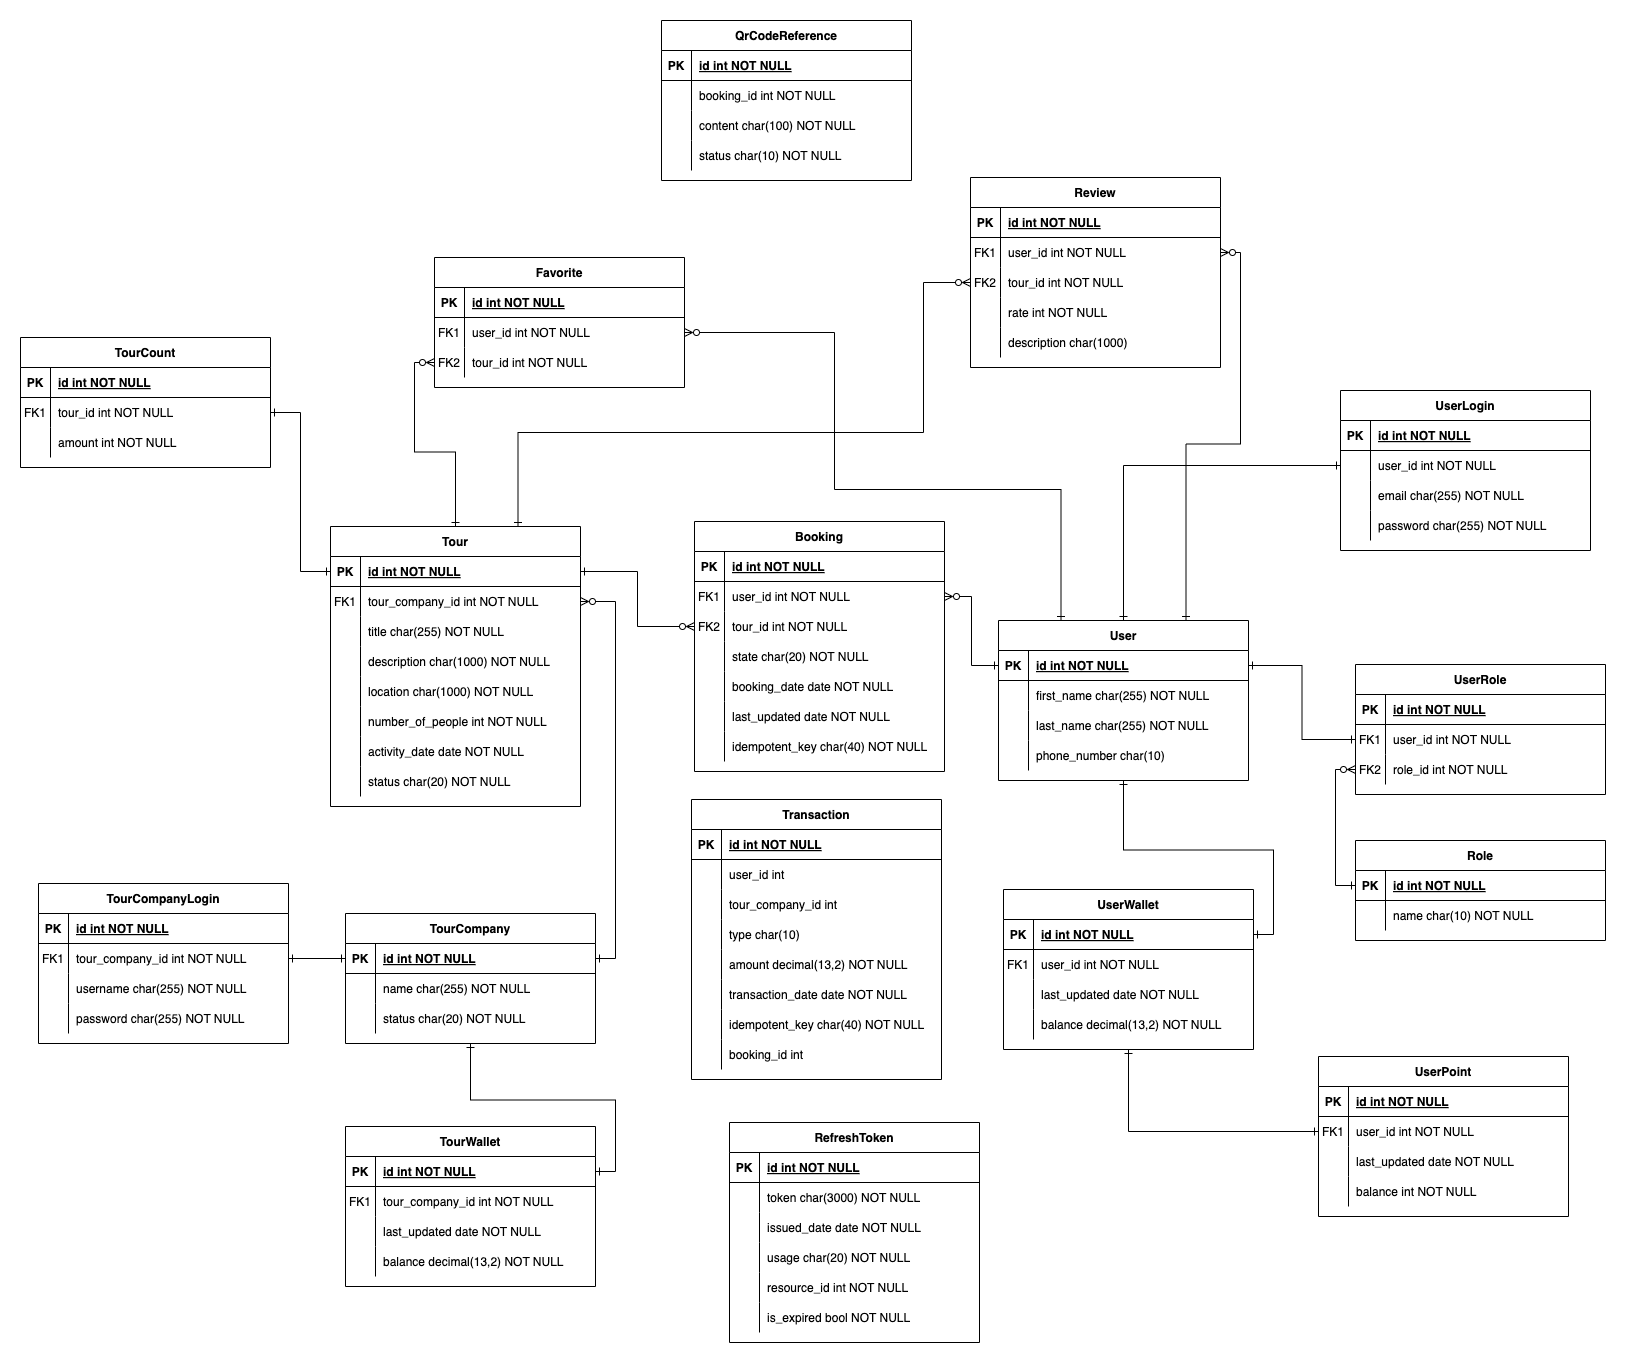 QrCodeReference
PK id int NOT NULL
booking_id int NOT NULL
content char(100) NOT NULL
status char(10) NOT NULL
Review
PK id int NOT NULL
FK1 user_id int NOT NULL
FK2 tour_id int NOT NULL
rate int NOT NULL
description char(1000)
Favorite
PK id int NOT NULL
FK1 user_id int NOT NULL
FK2 tour_id int NOT NULL
TourCount
PK id int NOT NULL
FK1 tour_id int NOT NULL
amount int NOT NULL
UserLogin
PK id int NOT NULL
user_id int NOT NULL
email char(255) NOT NULL
password char(255) NOT NULL
Tour
PK id int NOT NULL
FK1 tour_company_id int NOT NULL
title char(255) NOT NULL
description char(1000) NOT NULL
location char(1000) NOT NULL
number_of_people int NOT NULL
activity_date date NOT NULL
status char(20) NOT NULL
Booking
PK id int NOT NULL
FK1 user_id int NOT NULL
FK2 tour_id int NOT NULL
state char(20) NOT NULL
booking_date date NOT NULL
last_updated date NOT NULL
idempotent_key char(40) NOT NULL
User
PK id int NOT NULL
first_name char(255) NOT NULL
last_name char(255) NOT NULL
phone_number char(10)
UserRole
PK id int NOT NULL
FK1 user_id int NOT NULL
FK2 role_id int NOT NULL
Transaction
PK id int NOT NULL
user_id int
tour_company_id int
type char(10)
amount decimal(13,2) NOT NULL
transaction_date date NOT NULL
idempotent_key char(40) NOT NULL
booking_id int
Role
PK id int NOT NULL
name char(10) NOT NULL
TourCompanyLogin
PK id int NOT NULL
FK1 tour_company_id int NOT NULL
username char(255) NOT NULL
password char(255) NOT NULL
TourCompany
PK id int NOT NULL
name char(255) NOT NULL
status char(20) NOT NULL
UserWallet
PK id int NOT NULL
FK1 user_id int NOT NULL
last_updated date NOT NULL
balance decimal(13,2) NOT NULL
UserPoint
PK id int NOT NULL
FK1 user_id int NOT NULL
last_updated date NOT NULL
balance int NOT NULL
TourWallet
PK id int NOT NULL
FK1 tour_company_id int NOT NULL
last_updated date NOT NULL
balance decimal(13,2) NOT NULL
RefreshToken
PK id int NOT NULL
token char(3000) NOT NULL
issued_date date NOT NULL
usage char(20) NOT NULL
resource_id int NOT NULL
is_expired bool NOT NULL